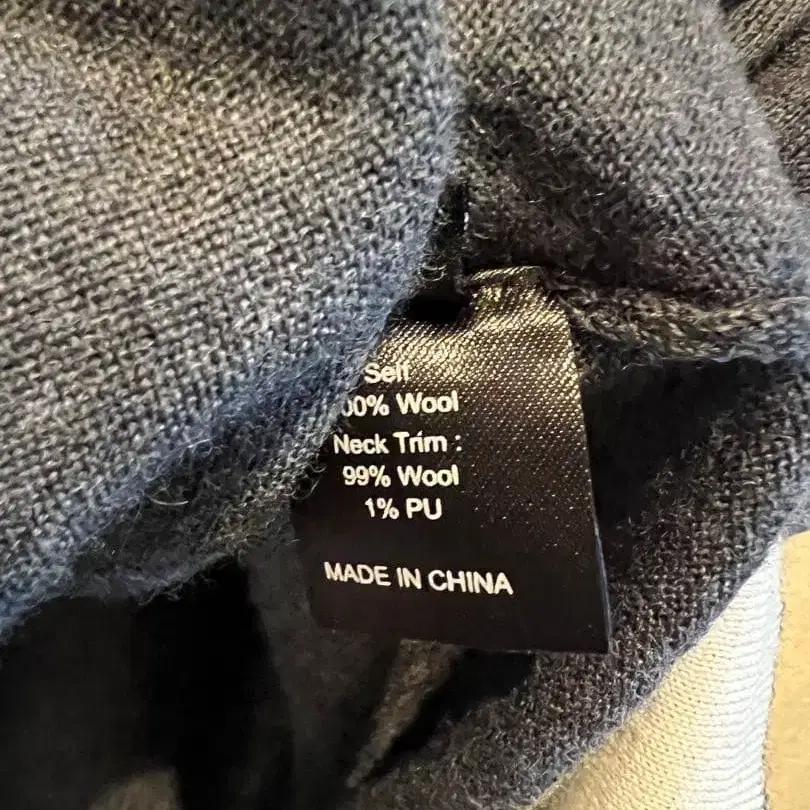 Self
00% Wool
Neck Trim :
99% Wool
1% PU
MADE IN CHINA